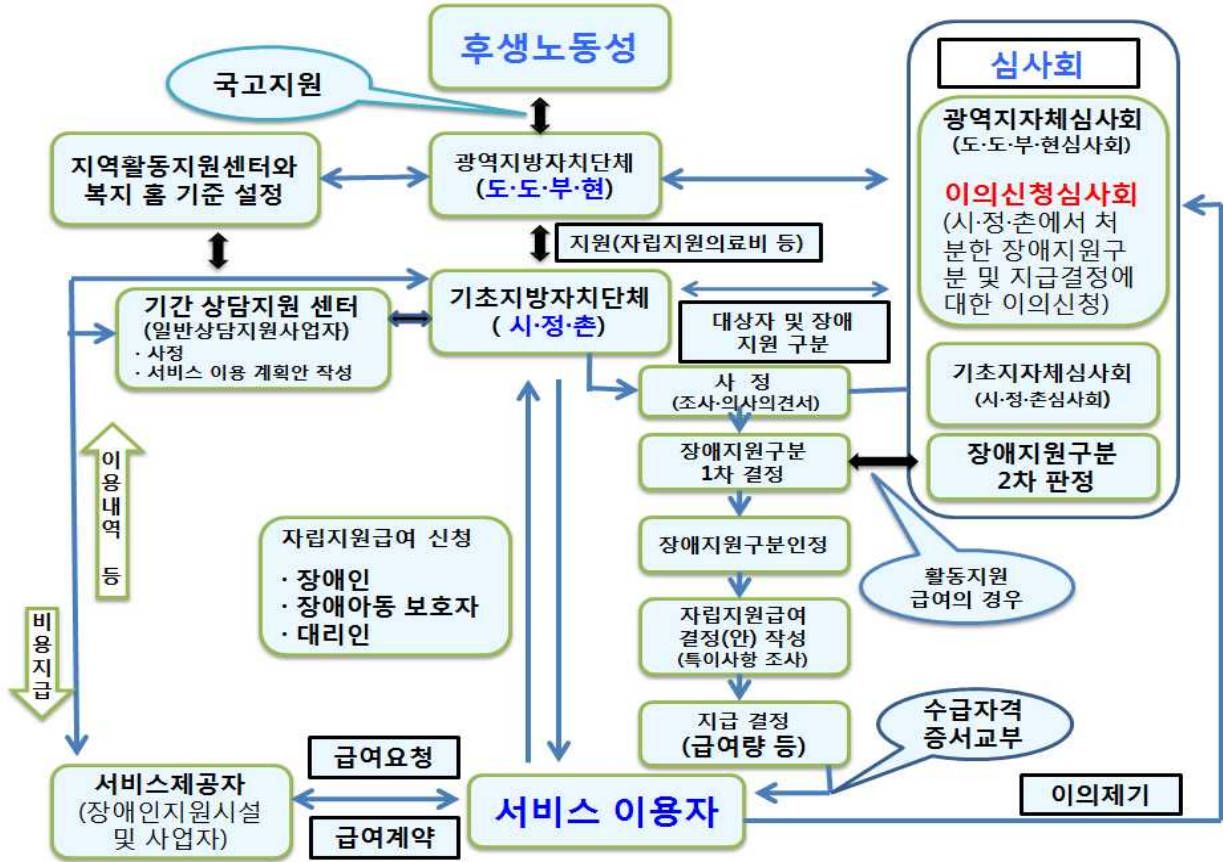 후생노동성
국고지원
심사회
광역지자체심사회
(도·도·부·현심사회)
이의신청심사회
(시·정·촌에서 처
분한 장애지원구
분 및 지급결정에
대한 이의신청)
지역활동지원센터와
복지 홈 기준 설정
광역지방자치단체
(도·도·부·현)
지원(자립지원의료비 등)
기간 상담지원 센터
(일반상담지원사업자)
· 사정
· 서비스 이용 계획안 작성
기초지방자치단체
( 시·정·촌)
대상자 및 장애
지원 구분
기초지자체심사회
(시·정·촌심사회)
사 정
(조사·의사의견서)
장애지원구분
1차 결정
장애지원구분
2차 판정
이용내역 등
자립지원급여 신청
· 장애인
· 장애아동 보호자
· 대리인
장애지원구분인정
활동지원
급여의 경우
자립지원급여
결정(안) 작성
(특이사항 조사)
비용지급
지급 결정
(급여량 등)
수급자격
증서교부
급여요청
서비스제공자
(장애인지원시설
및 사업자)
급여계약
서비스 이용자
이의제기